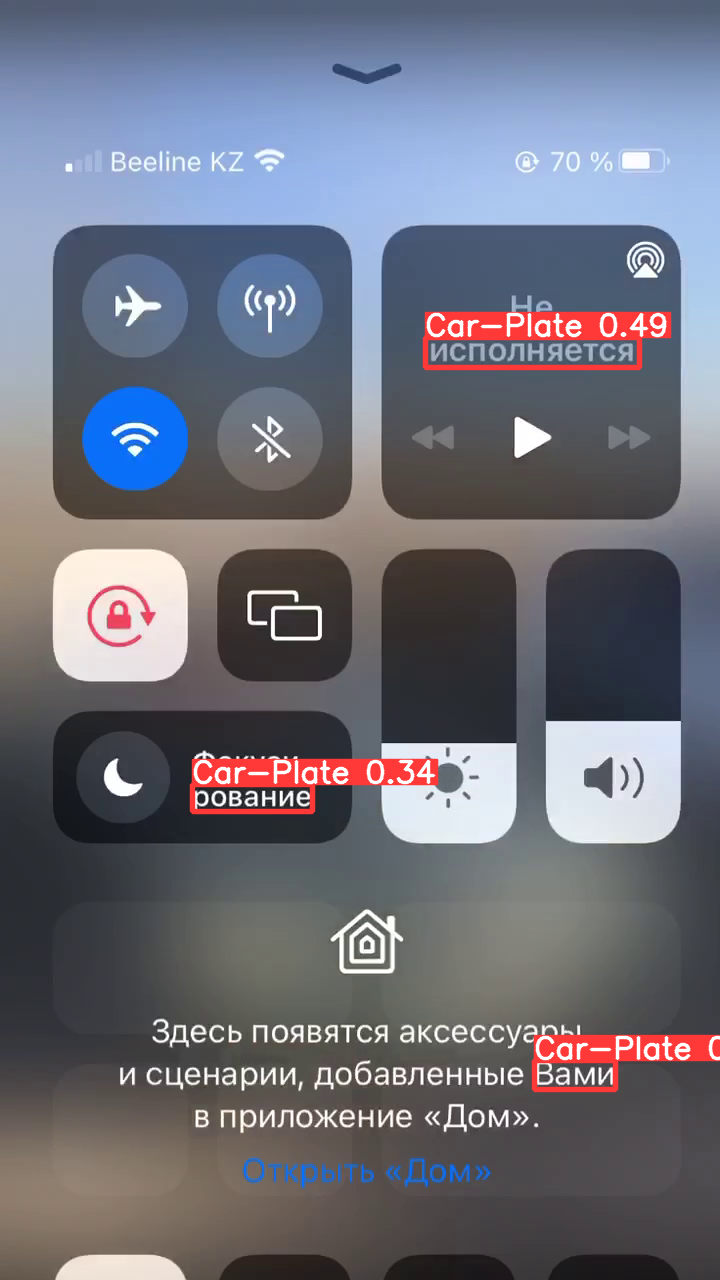 Beeline KZ 70 %
Не
Car-Plate 0.49
исполняется
Car-Plate 0.34
рование
Здесь появятся аксессуары
Car-Plate 0
и сценарии, добавленные Вами
в приложение «Дом».
Открыть «Дом»